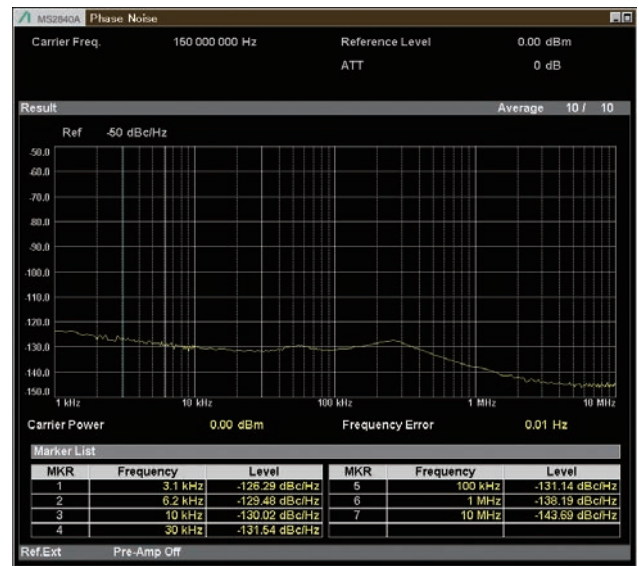 MS2840A Phase Noise
Carrier Freq. 150 000 000 Hz Reference Level 0.00 dBm
ATT 0 dB
Result Average 10 / 10
Ref -50 dBc/Hz
-50.0
-60.0
-70.0
-80.0
-90.0
-100.0
-110.0
-120.0
-130.0
-140.0
-150.0
1 kHz 10 kHz 100 kHz 1 MHz 10 MHz
Carrier Power 0.00 dBm Frequency Error 0.01 Hz
Marker List
MKR Frequency Level MKR Frequency Level
1 3.1 kHz -126.29 dBc/Hz 5 100 kHz -131.14 dBc/Hz
2 6.2 kHz -129.48 dBc/Hz 6 1 MHz -138.19 dBc/Hz
3 10 kHz -130.02 dBc/Hz 7 10 MHz -143.69 dBc/Hz
4 30 kHz -131.54 dBc/Hz
Ref.Ext Pre-Amp Off